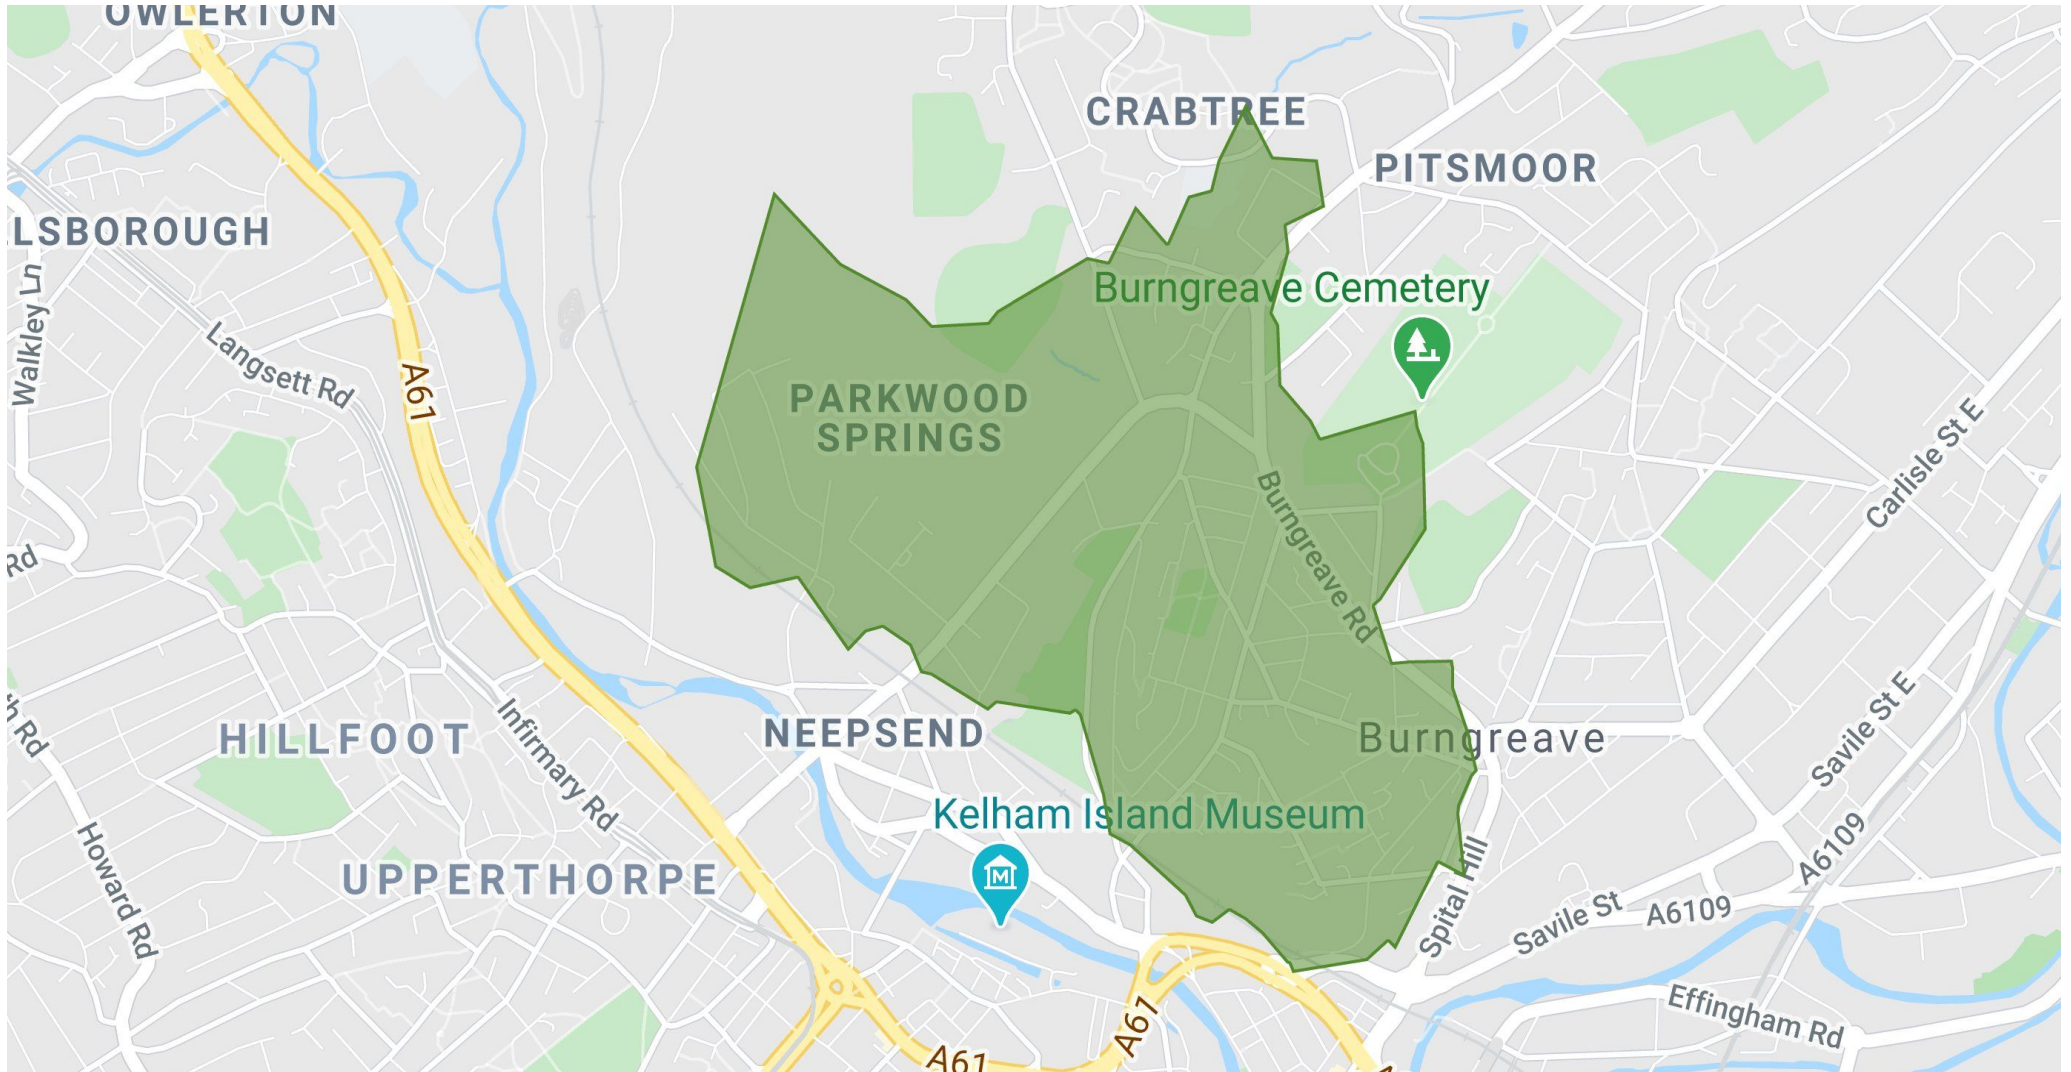 OWLERTON
CRABTREE
PITSMOOR
LSBOROUGH
Burngreave Cemetery
Walkley Ln
Langsett Rd
A61
PARKWOOD
SPRINGS
Carlisle St E
Burngreave Rd
Rd
HILLFOOT
Infirmary Rd
NEEPSEND
Burngreave
Savile St E
Rd
Kelham Island Museum
M
UPPERTHORPE
Howard Rd
Spital Hill
A6109
Savile St
A6109
Effingham Rd
A61
A61